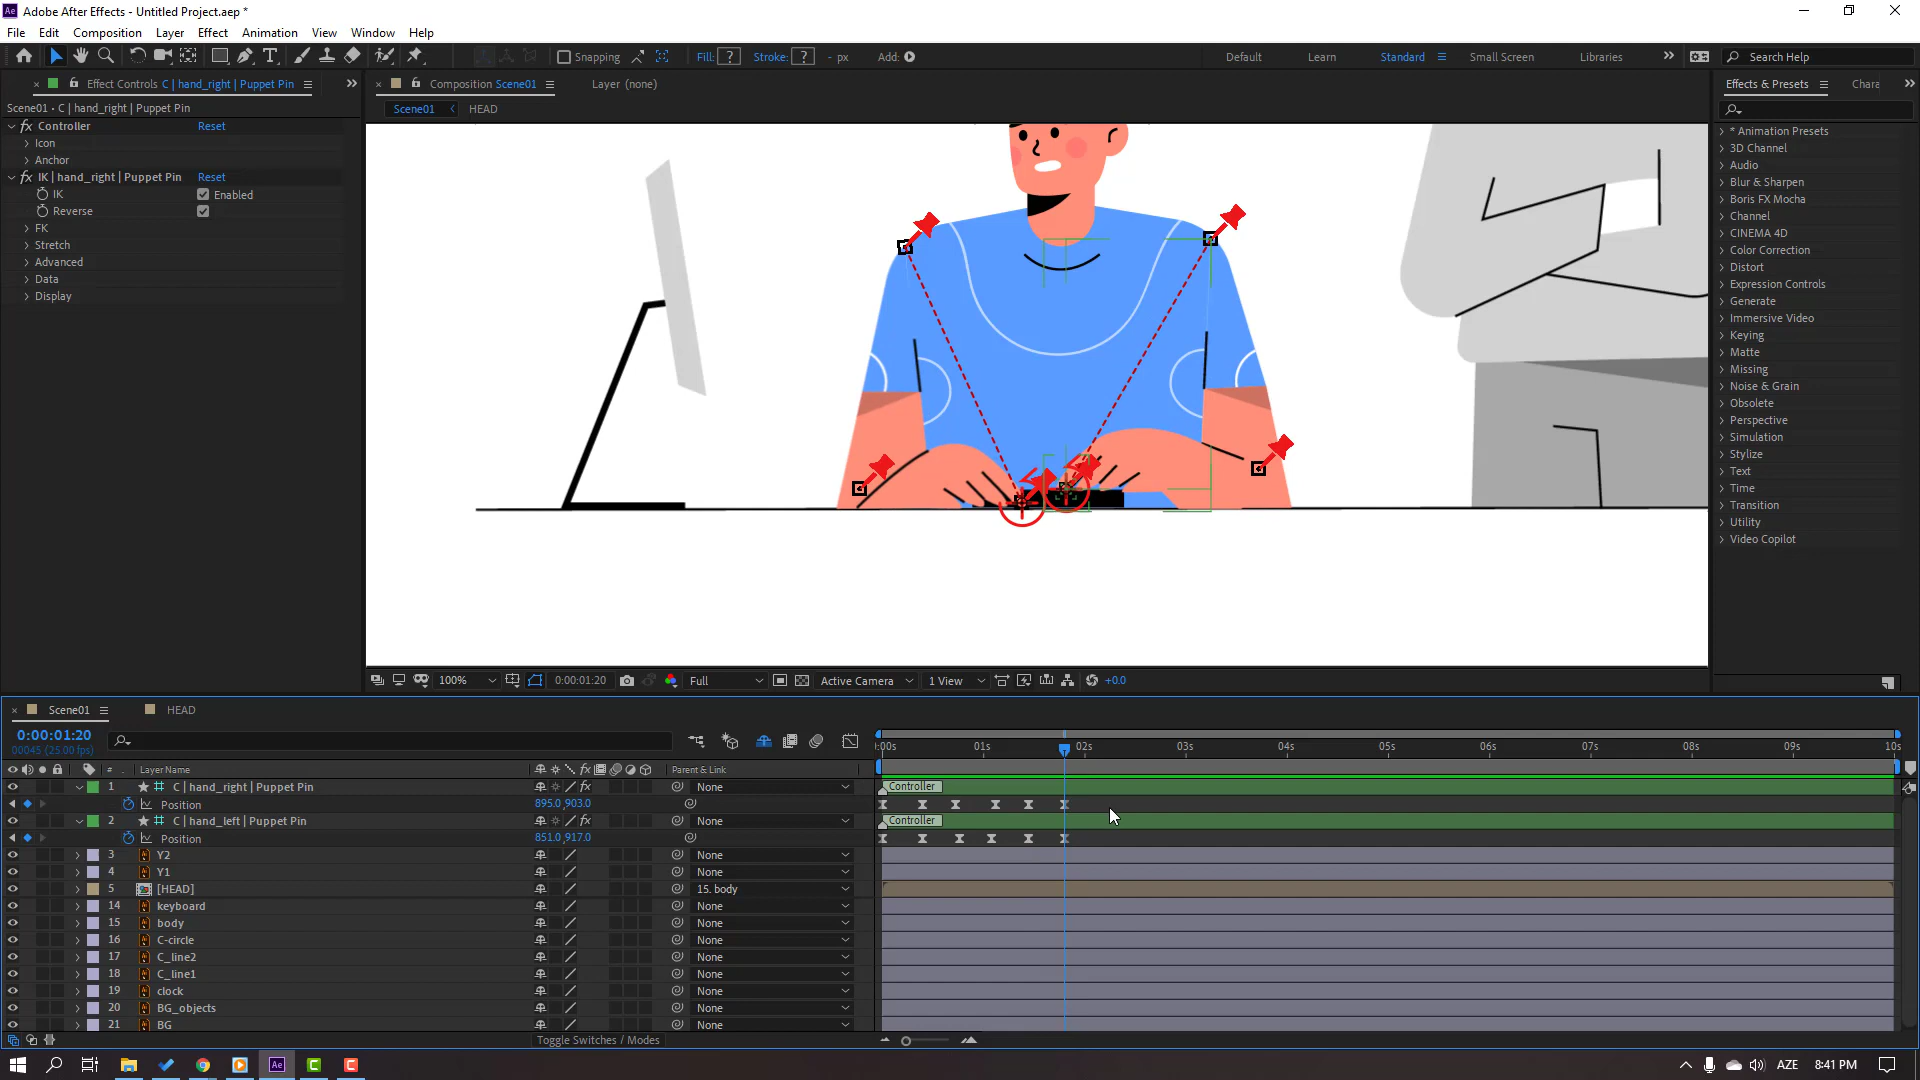 Adobe After Effects - Untitled Project.aep *
File Edit Composition Layer Effect Animation View Window Help
Snapping Fill: ? Stroke: ? - px Add: Default Learn Standard Small Screen Libraries Search Help
Effect Controls C | hand_right | Puppet Pin Composition Scene01 Layer (none) Effects & Presets Chara
Scene01 • C | hand_right | Puppet Pin Scene01 HEAD
fx Controller Reset
Icon
Anchor
fx IK | hand_right | Puppet Pin Reset
IK Enabled
Reverse
FK
Stretch
Advanced
Data
Display
* Animation Presets
3D Channel
Audio
Blur & Sharpen
Boris FX Mocha
Channel
CINEMA 4D
Color Correction
Distort
Expression Controls
Generate
Immersive Video
Keying
Matte
Missing
Noise & Grain
Obsolete
Perspective
Simulation
Stylize
Text
Time
Transition
Utility
Video Copilot
100% 0:00:01:20 Full Active Camera 1 View +0.0
Scene01 HEAD
0:00:01:20
00045 (25.00 fps)
:00s 01s 02s 03s 04s 05s 06s 07s 08s 09s 10s
# Layer Name fx Parent & Link
1 C | hand_right | Puppet Pin fx None Controller
Position 895.0,903.0
2 C | hand_left | Puppet Pin fx None Controller
Position 851.0,917.0
3 Y2 None
4 Y1 None
5 [HEAD] 15. body
14 keyboard None
15 body None
16 C-circle None
17 C_line2 None
18 C_line1 None
19 clock None
20 BG_objects None
21 BG None
Toggle Switches / Modes
AZE 8:41 PM